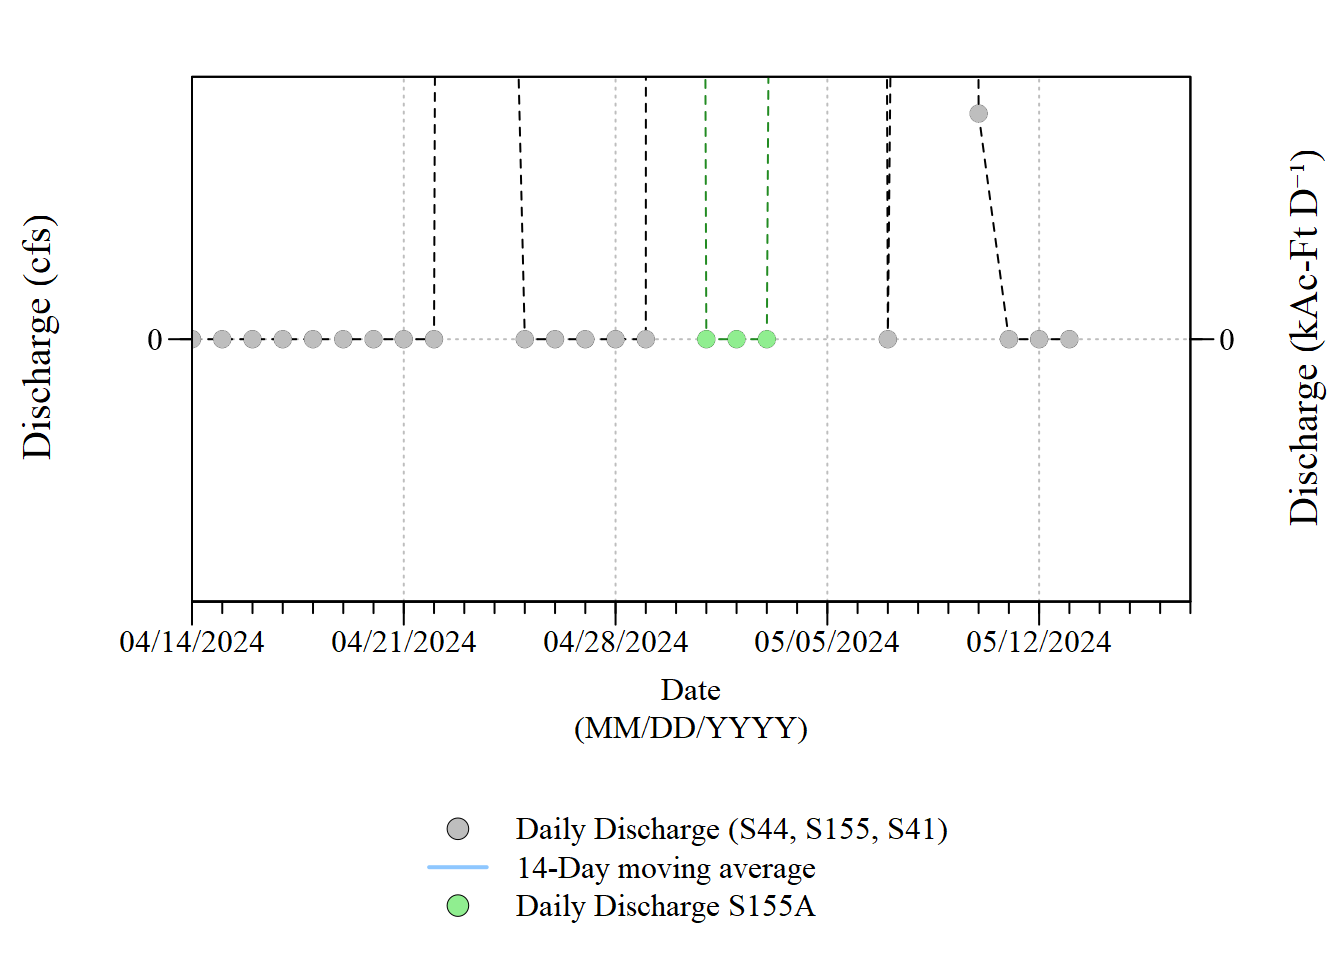 Discharge (cfs)
0
0
Discharge (kAc-Ft D⁻¹)
04/14/2024 04/21/2024 04/28/2024 05/05/2024 05/12/2024
Date
(MM/DD/YYYY)
Daily Discharge (S44, S155, S41)
14-Day moving average
Daily Discharge S155A